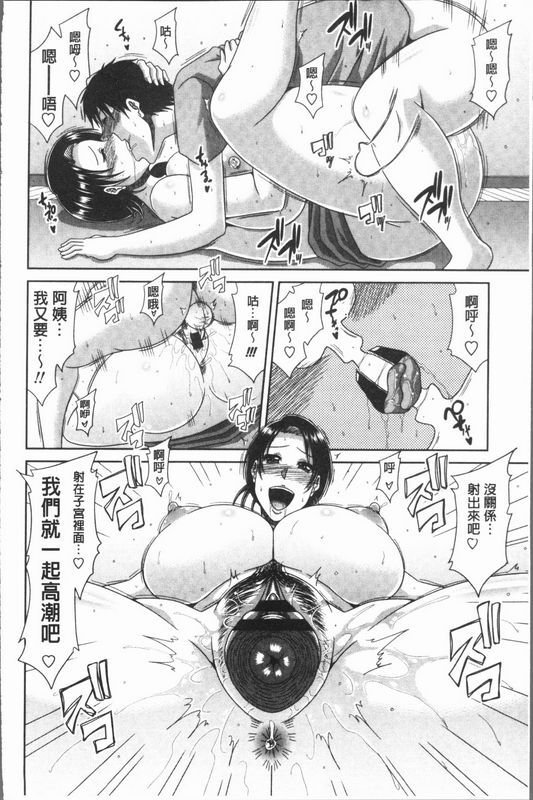 嗯嗯~♡
嗯~♡
咕~
嗯呣~♡
嗯——唔♡
啊呼~♡
嗯~♡
嗯啊~♡
咕…啊~!!!
嗯哦~♡
阿姨…
我又要…~!!
啊咿~♡
沒關係…
射出來吧♡
呼~♡
啊呼~♡
射在子宮裡面…♡
我們就一起高潮吧♡